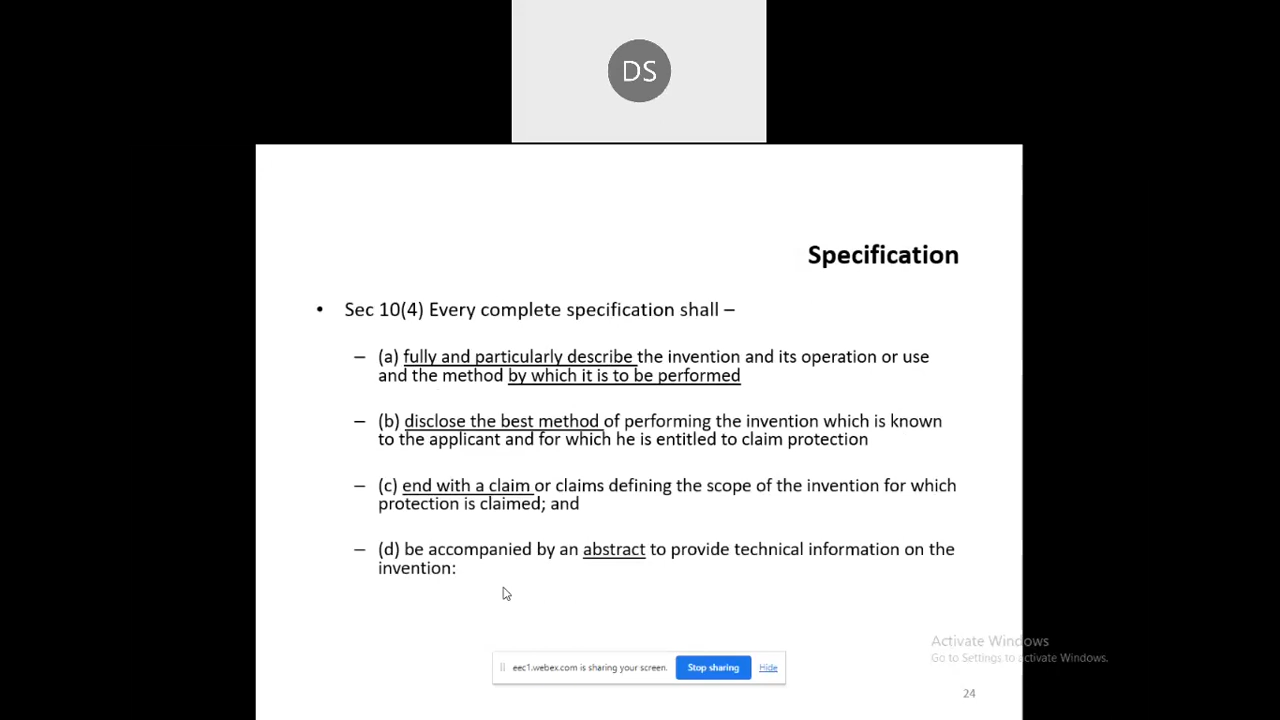 DS
Specification
• Sec 10(4) Every complete specification shall –
– (a) fully and particularly describe the invention and its operation or use
and the method by which it is to be performed
– (b) disclose the best method of performing the invention which is known
to the applicant and for which he is entitled to claim protection
– (c) end with a claim or claims defining the scope of the invention for which
protection is claimed; and
– (d) be accompanied by an abstract to provide technical information on the
invention:
Activate Windows
Go to Settings to activate Windows.
eec1.webex.com is sharing your screen. Stop sharing Hide
24